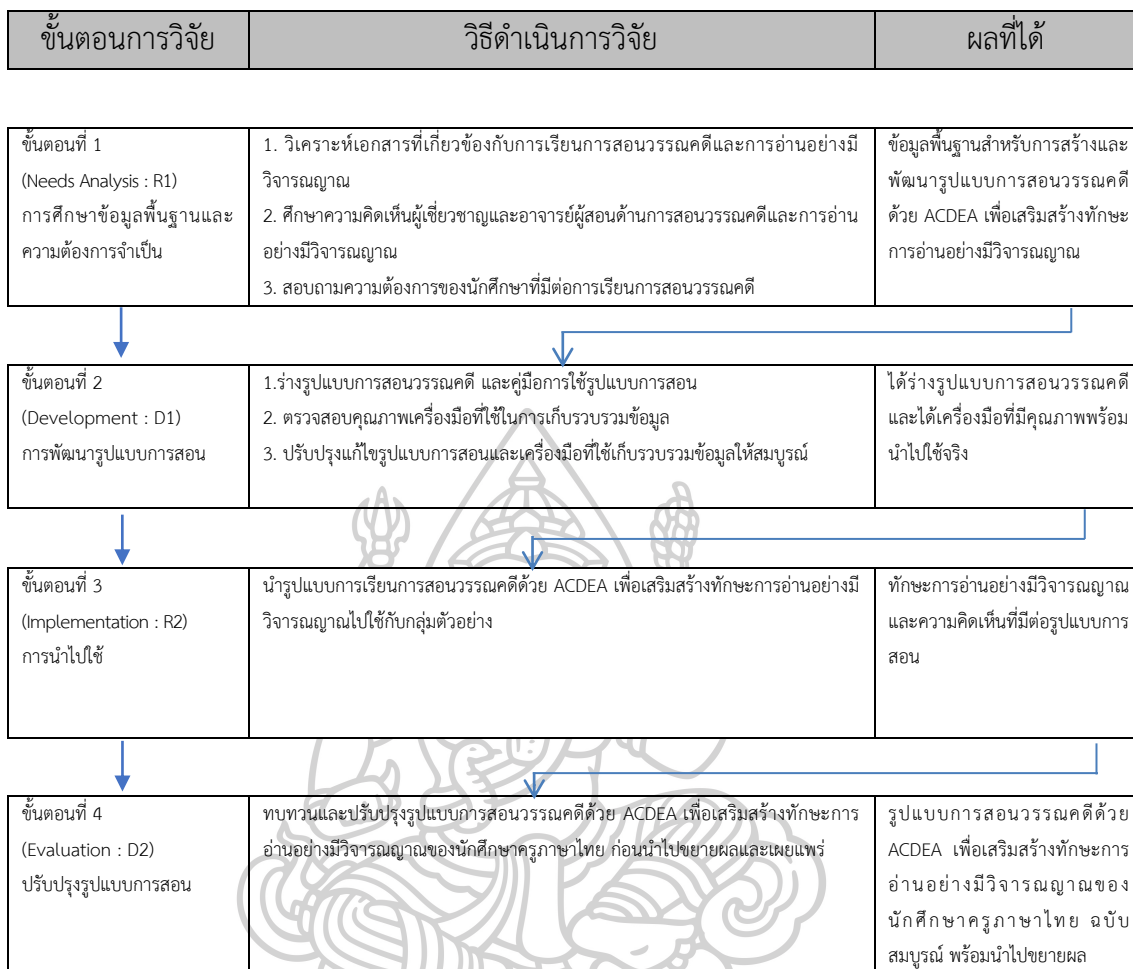 ขั้นตอนการวิจัย
วิธีดำเนินการวิจัย
ผลที่ได้
ขั้นตอนที่ 1
(Needs Analysis : R1)
การศึกษาข้อมูลพื้นฐานและ
ความต้องการจำเป็น
1. วิเคราะห์เอกสารที่เกี่ยวข้องกับการเรียนการสอนวรรณคดีและการอ่านอย่างมี
วิจารณญาณ
2. ศึกษาความคิดเห็นผู้เชี่ยวชาญและอาจารย์ผู้สอนด้านการสอนวรรณคดีและการอ่าน
อย่างมีวิจารณญาณ
3. สอบถามความต้องการของนักศึกษาที่มีต่อการเรียนการสอนวรรณคดี
ข้อมูลพื้นฐานสำหรับการสร้างและ
พัฒนารูปแบบการสอนวรรณคดี
ด้วย ACDEA เพื่อเสริมสร้างทักษะ
การอ่านอย่างมีวิจารณญาณ
ขั้นตอนที่ 2
(Development : D1)
การพัฒนารูปแบบการสอน
1.ร่างรูปแบบการสอนวรรณคดี และคู่มือการใช้รูปแบบการสอน
2. ตรวจสอบคุณภาพเครื่องมือที่ใช้ในการเก็บรวบรวมข้อมูล
3. ปรับปรุงแก้ไขรูปแบบการสอนและเครื่องมือที่ใช้เก็บรวบรวมข้อมูลให้สมบูรณ์
ได้ร่างรูปแบบการสอนวรรณคดี
และได้เครื่องมือที่มีคุณภาพพร้อม
นำไปใช้จริง
ขั้นตอนที่ 3
(Implementation : R2)
การนำไปใช้
นำรูปแบบการเรียนการสอนวรรณคดีด้วย ACDEA เพื่อเสริมสร้างทักษะการอ่านอย่างมี
วิจารณญาณไปใช้กับกลุ่มตัวอย่าง
ทักษะการอ่านอย่างมีวิจารณญาณ
และความคิดเห็นที่มีต่อรูปแบบการ
สอน
ขั้นตอนที่ 4
(Evaluation : D2)
ปรับปรุงรูปแบบการสอน
ทบทวนและปรับปรุงรูปแบบการสอนวรรณคดีด้วย ACDEA เพื่อเสริมสร้างทักษะการ
อ่านอย่างมีวิจารณญาณของนักศึกษาครูภาษาไทย ก่อนนำไปขยายผลและเผยแพร่
รูปแบบการสอนวรรณคดีด้วย
ACDEA เพื่อเสริมสร้างทักษะการ
อ่านอย่างมีวิจารณญาณของ
นักศึกษาครูภาษาไทย ฉบับ
สมบูรณ์ พร้อมนำไปขยายผล